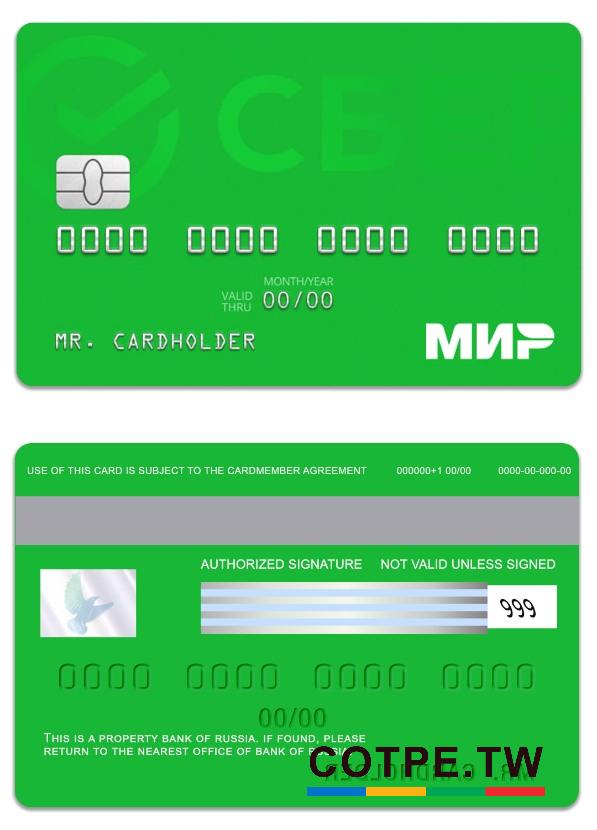 СБЕР
0000 0000 0000 0000
MONTH/YEAR
VALID THRU 00/00
MR. CARDHOLDER
МИР
USE OF THIS CARD IS SUBJECT TO THE CARDMEMBER AGREEMENT 000000+1 00/00 0000-00-000-00
AUTHORIZED SIGNATURE NOT VALID UNLESS SIGNED
999
0000 0000 0000 0000
00/00
THIS IS A PROPERTY BANK OF RUSSIA. IF FOUND, PLEASE
RETURN TO THE NEAREST OFFICE OF BANK OF
COTPE.TW
MR. CARDHOLDER